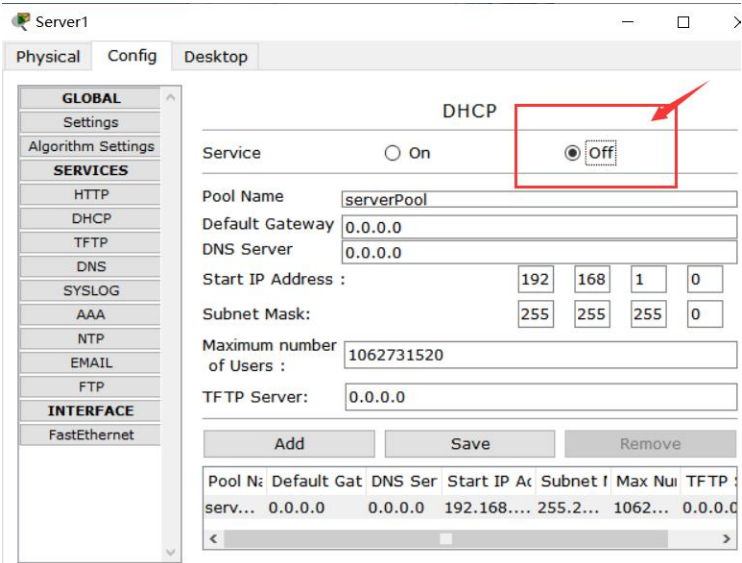 Server1
Physical Config Desktop
GLOBAL
Settings
Algorithm Settings
SERVICES
HTTP
DHCP
TFTP
DNS
SYSLOG
AAA
NTP
EMAIL
FTP
INTERFACE
FastEthernet
DHCP
Service On Off
Pool Name serverPool
Default Gateway 0.0.0.0
DNS Server 0.0.0.0
Start IP Address : 192 168 1 0
Subnet Mask: 255 255 255 0
Maximum number
of Users : 1062731520
TFTP Server: 0.0.0.0
Add Save Remove
Pool Na Default Gat DNS Ser Start IP Ac Subnet M Max Nu TFTP
serv... 0.0.0.0 0.0.0.0 192.168.... 255.2... 1062... 0.0.0.0